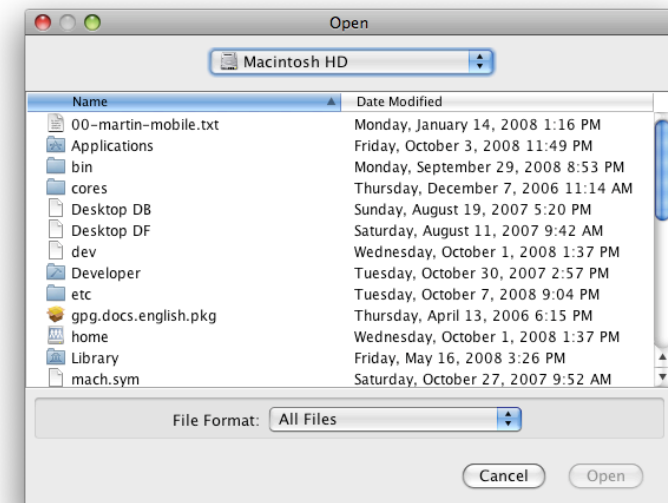 Open
Macintosh HD
Name Date Modified
00-martin-mobile.txt Monday, January 14, 2008 1:16 PM
Applications Friday, October 3, 2008 11:49 PM
bin Monday, September 29, 2008 8:53 PM
cores Thursday, December 7, 2006 11:14 AM
Desktop DB Sunday, August 19, 2007 5:20 PM
Desktop DF Saturday, August 11, 2007 9:42 AM
dev Wednesday, October 1, 2008 1:37 PM
Developer Tuesday, October 30, 2007 2:57 PM
etc Tuesday, October 7, 2008 9:04 PM
gpg.docs.english.pkg Thursday, April 13, 2006 6:15 PM
home Wednesday, October 1, 2008 1:37 PM
Library Friday, May 16, 2008 3:26 PM
mach.sym Saturday, October 27, 2007 9:52 AM
File Format: All Files
Cancel Open